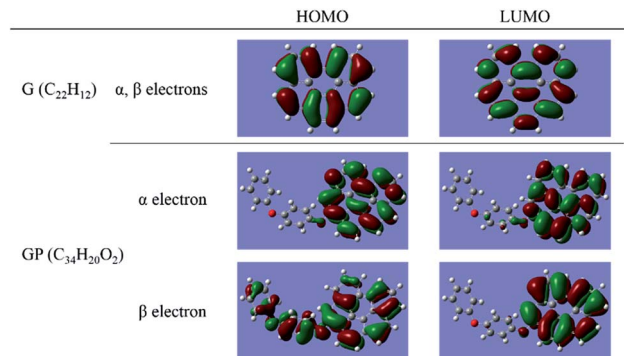 HOMO LUMO
G (C₂₂H₁₂) α, β electrons
α electron
GP (C₃₄H₂₀O₂)
β electron